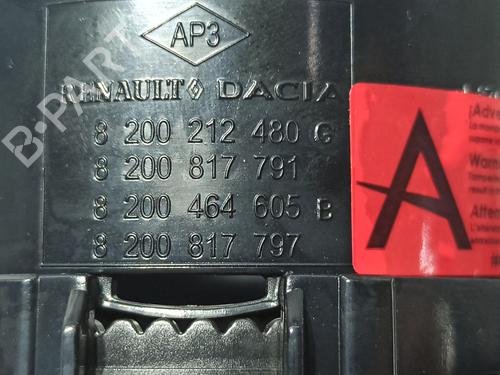 AP3
RENAULT DACIA
8 200 212 480 G
8 200 817 791
8 200 464 605 B
8 200 817 797
A
B-PARTS